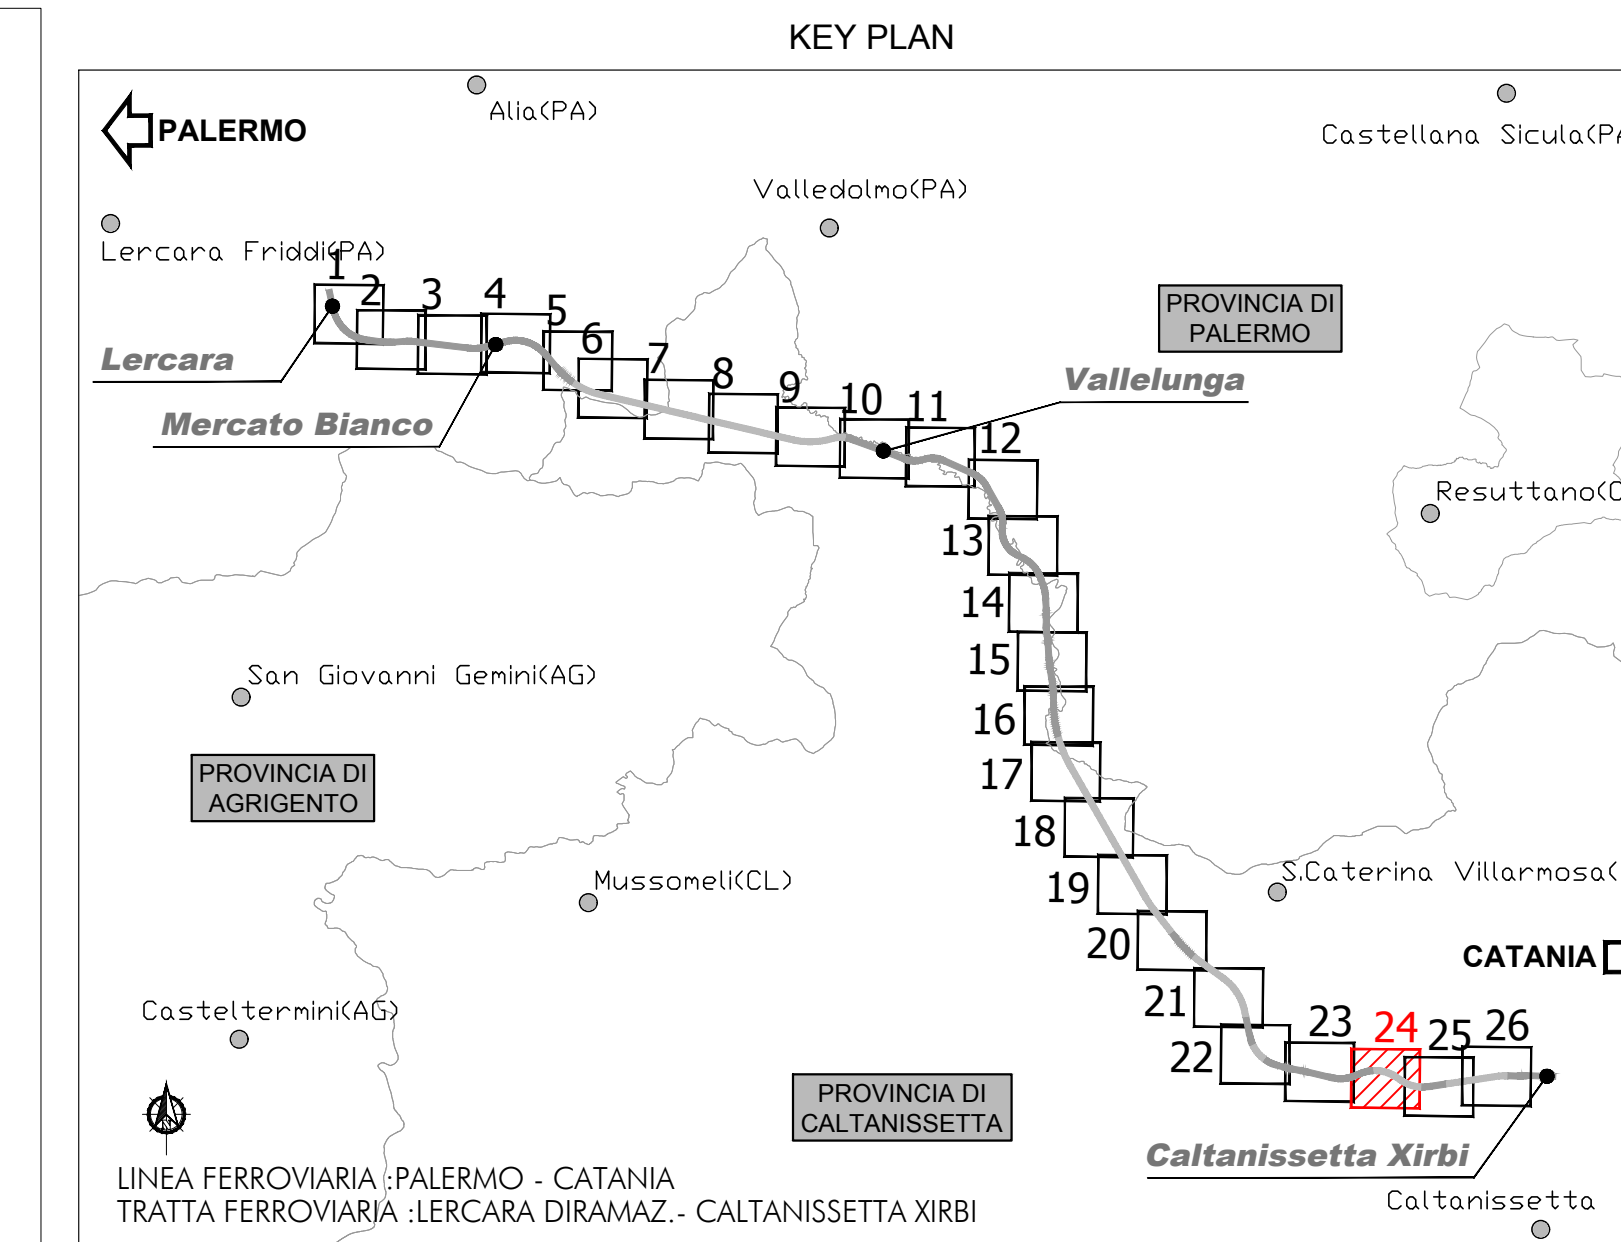 KEY PLAN
Alia(PA)
PALERMO
Castellana Sicula(PA
Valledolmo(PA)
Lercara Friddi(PA)
1
2
3
4
5
6
7
8
9
10
11
12
PROVINCIA DI
PALERMO
Lercara
Vallelunga
Mercato Bianco
Resuttano(C
13
14
15
San Giovanni Gemini(AG)
16
17
PROVINCIA DI
AGRIGENTO
18
Mussomeli(CL)
S.Caterina Villarmosa(
19
20
CATANIA
21
Casteltermini(AG)
22
23
24
25
26
PROVINCIA DI
CALTANISSETTA
Caltanissetta Xirbi
LINEA FERROVIARIA :PALERMO - CATANIA
TRATTA FERROVIARIA :LERCARA DIRAMAZ.- CALTANISSETTA XIRBI
Caltanissetta